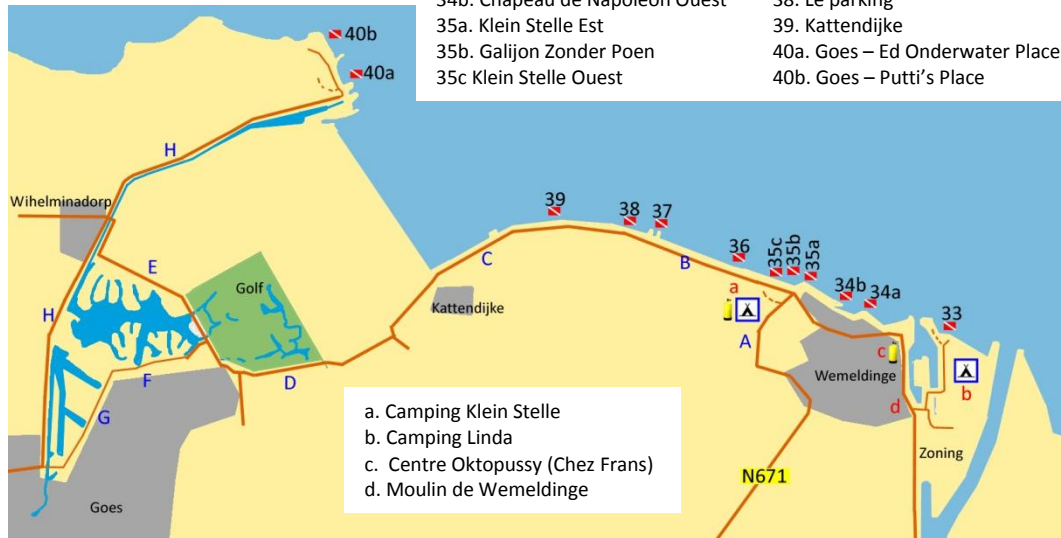 34b. Chapeau de Napoléon Ouest
38. Le parking
35a. Klein Stelle Est
39. Kattendijke
35b. Galijon Zonder Poen
40a. Goes – Ed Onderwater Place
35c Klein Stelle Ouest
40b. Goes – Putti's Place
40b
40a
H
Wihelminadorp
39
38
37
36
35c
35b
35a
34b
34a
33
C
B
E
Golf
Kattendijke
a
A
H
F
D
G
Wemeldinge
c
b
d
Zoning
N671
Goes
a. Camping Klein Stelle
b. Camping Linda
c. Centre Oktopussy (Chez Frans)
d. Moulin de Wemeldinge